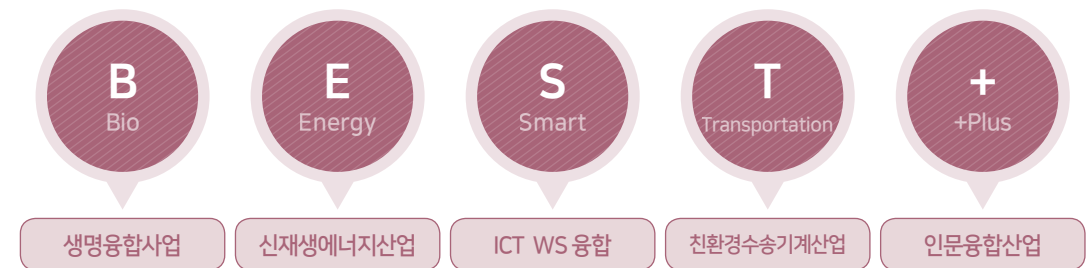 B
Bio
E
Energy
S
Smart
T
Transportation
+
+Plus
생명융합사업
신재생에너지산업
ICT WS 융합
친환경수송기계산업
인문융합산업